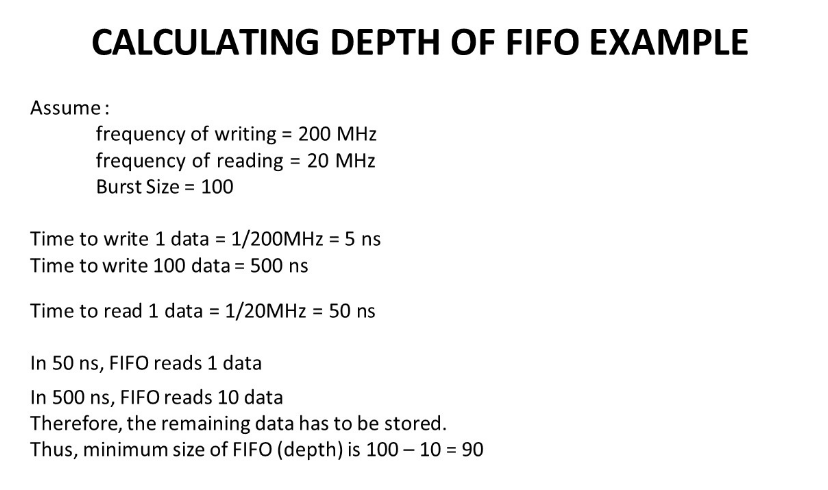 CALCULATING DEPTH OF FIFO EXAMPLE
Assume :
frequency of writing = 200 MHz
frequency of reading = 20 MHz
Burst Size = 100
Time to write 1 data = 1/200MHz = 5 ns
Time to write 100 data = 500 ns
Time to read 1 data = 1/20MHz = 50 ns
In 50 ns, FIFO reads 1 data
In 500 ns, FIFO reads 10 data
Therefore, the remaining data has to be stored.
Thus, minimum size of FIFO (depth) is 100 – 10 = 90